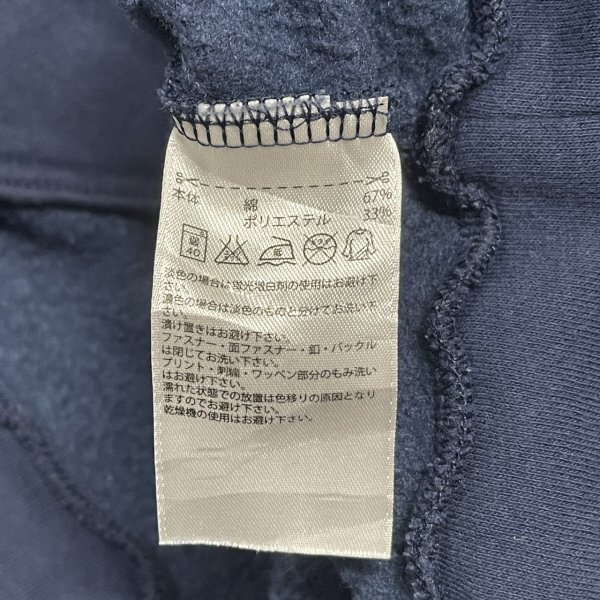 本体 綿 67%
ポリエステル 33%
弱 40 低 ドライ
淡色の場合は蛍光増白剤の使用はお避け下
さい。
濃色の場合は淡色のものと分けてお洗い下
さい。
漬け置きはお避け下さい。
ファスナー・面ファスナー・釦・バックル
は閉じてお洗い下さい。
プリント・刺繍・ワッペン部分のもみ洗い
はお避け下さい。
濡れた状態での放置は色移りの原因となり
ますのでお避け下さい。
乾燥機の使用はお避け下さい。